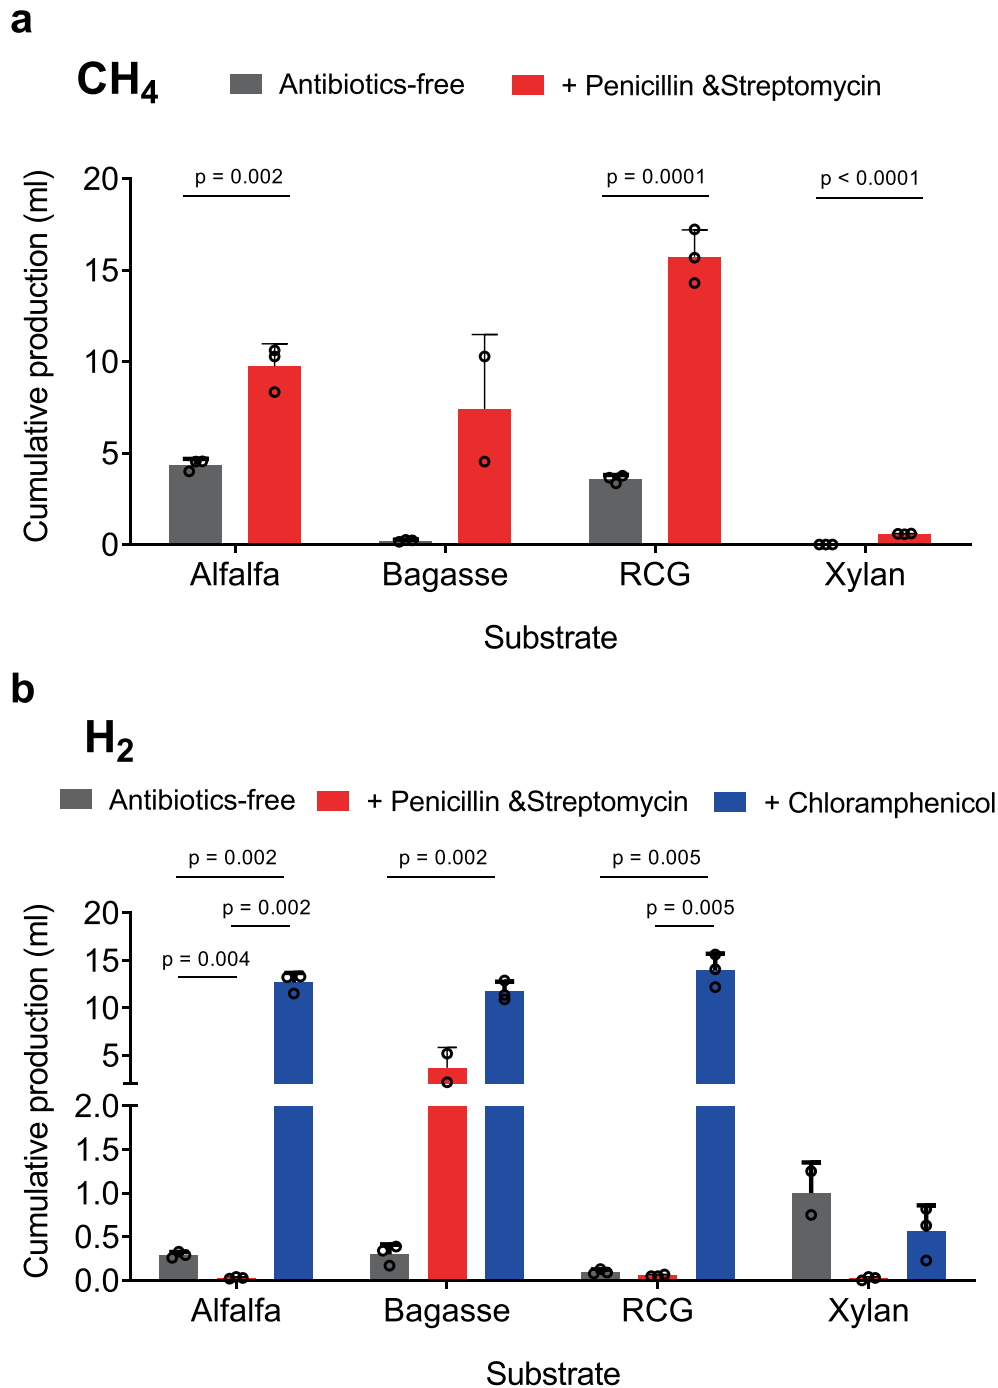 a
CH4
Antibiotics-free
+ Penicillin &Streptomycin
Cumulative production (ml)
20
15
10
5
0
p = 0.002
p = 0.0001
p < 0.0001
Alfalfa
Bagasse
RCG
Xylan
Substrate
b
H2
Antibiotics-free
+ Penicillin &Streptomycin
+ Chloramphenicol
Cumulative production (ml)
p = 0.002
p = 0.002
p = 0.005
p = 0.002
p = 0.005
p = 0.004
20
15
10
5
2.0
1.5
1.0
0.5
0.0
Alfalfa
Bagasse
RCG
Xylan
Substrate